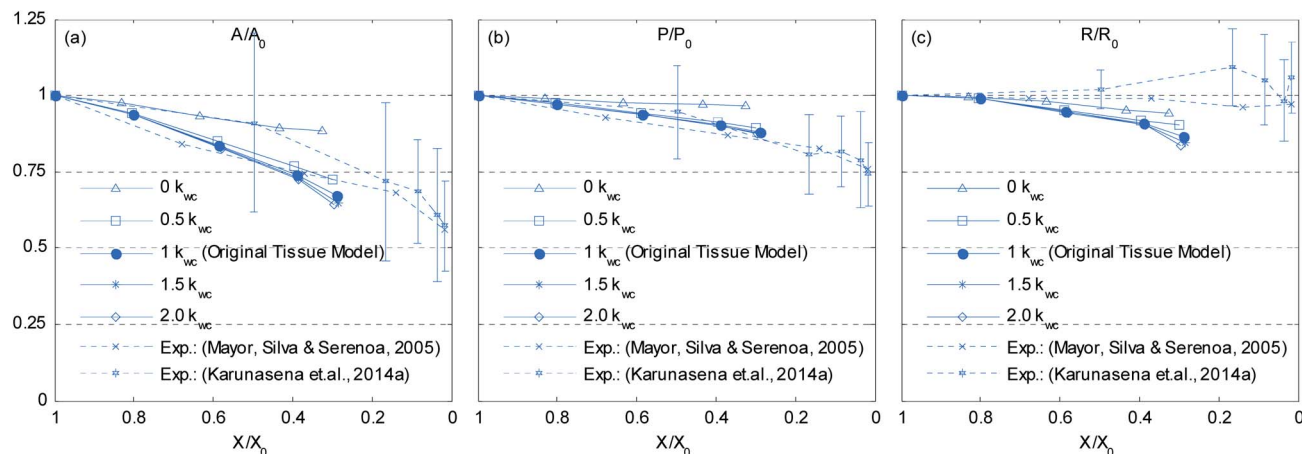 (a) A/A0
1.25
1
0.75
0.5
0.25
0
0 kwc
0.5 kwc
1 kwc (Original Tissue Model)
1.5 kwc
2.0 kwc
Exp.: (Mayor, Silva & Serenoa, 2005)
Exp.: (Karunasena et.al., 2014a)
1 0.8 0.6 0.4 0.2 0
X/X0
(b) P/P0
0 kwc
0.5 kwc
1 kwc (Original Tissue Model)
1.5 kwc
2.0 kwc
Exp.: (Mayor, Silva & Serenoa, 2005)
Exp.: (Karunasena et.al., 2014a)
1 0.8 0.6 0.4 0.2 0
X/X0
(c) R/R0
0 kwc
0.5 kwc
1 kwc (Original Tissue Model)
1.5 kwc
2.0 kwc
Exp.: (Mayor, Silva & Serenoa, 2005)
Exp.: (Karunasena et.al., 2014a)
1 0.8 0.6 0.4 0.2 0
X/X0